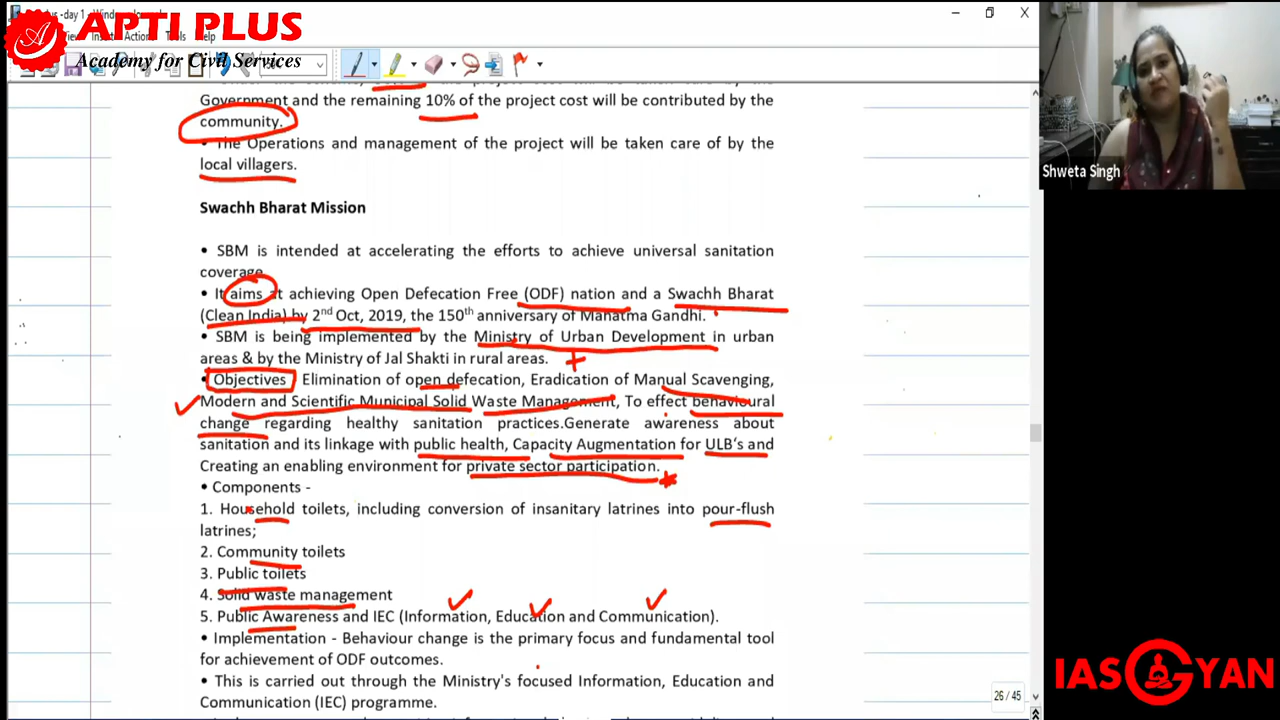 -day 1 - Win
APTI PLUS
Academy for Civil Services
Actions Tools Help
Government and the remaining 10% of the project cost will be contributed by the
community.
• The Operations and management of the project will be taken care of by the
local villagers.
Swachh Bharat Mission
• SBM is intended at accelerating the efforts to achieve universal sanitation
coverage
• It aims at achieving Open Defecation Free (ODF) nation and a Swachh Bharat
(Clean India) by 2nd Oct, 2019, the 150th anniversary of Mahatma Gandhi.
• SBM is being implemented by the Ministry of Urban Development in urban
areas & by the Ministry of Jal Shakti in rural areas.
• Objectives Elimination of open defecation, Eradication of Manual Scavenging,
Modern and Scientific Municipal Solid Waste Management, To effect behavioural
change regarding healthy sanitation practices.Generate awareness about
sanitation and its linkage with public health, Capacity Augmentation for ULB's and
Creating an enabling environment for private sector participation.
• Components -
1. Household toilets, including conversion of insanitary latrines into pour-flush
latrines;
2. Community toilets
3. Public toilets
4. Solid waste management
5. Public Awareness and IEC (Information, Education and Communication).
• Implementation - Behaviour change is the primary focus and fundamental tool
for achievement of ODF outcomes.
• This is carried out through the Ministry's focused Information, Education and
Communication (IEC) programme.
26 / 45
Shweta Singh
IASGYAN